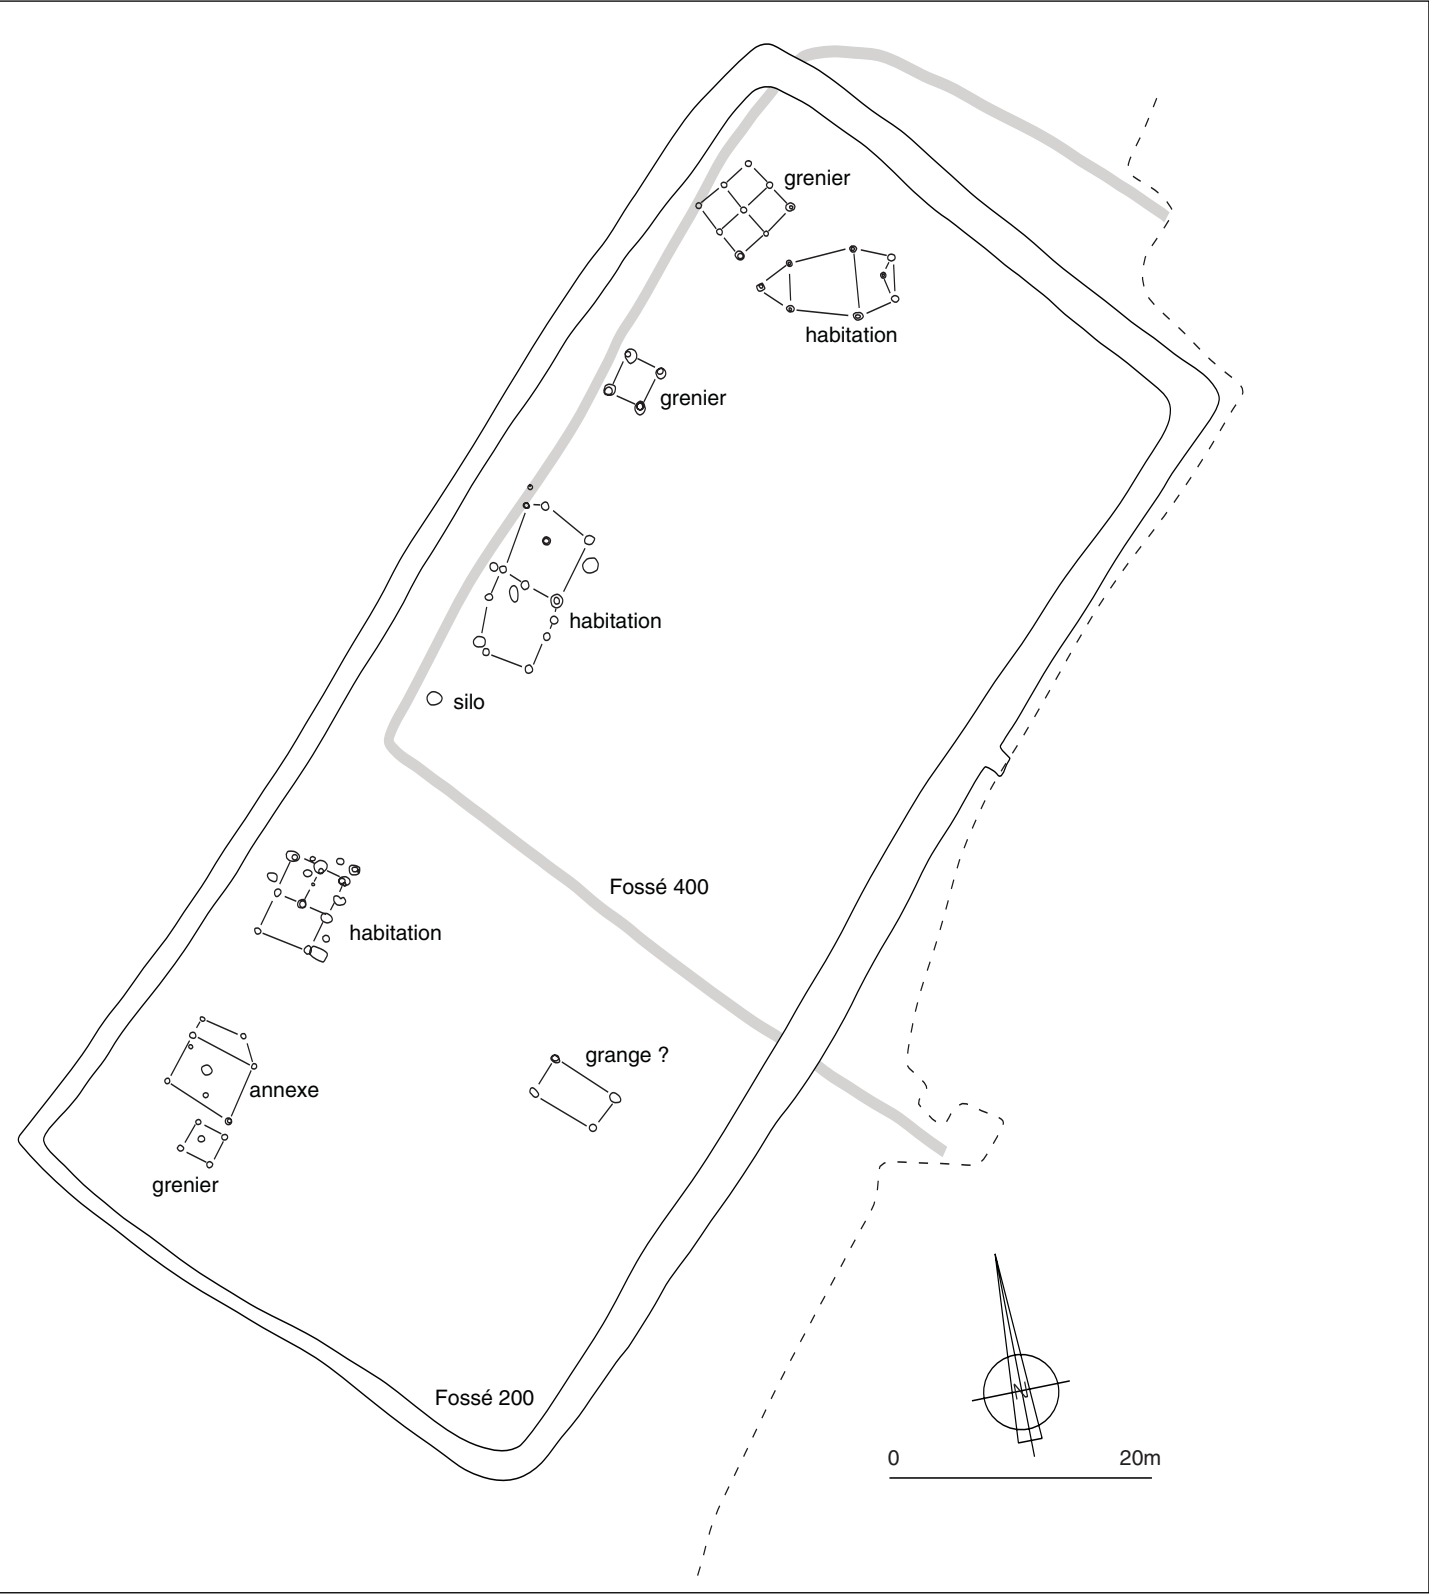 grenier
habitation
grenier
habitation
silo
Fossé 400
habitation
grange ?
annexe
grenier
Fossé 200
N
0 20m